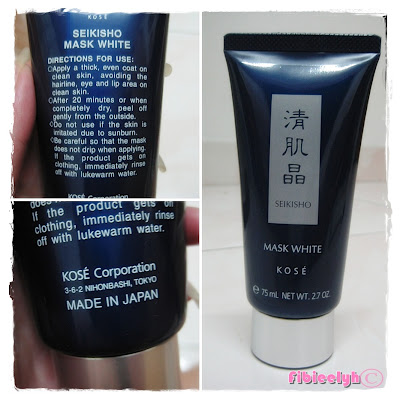 KOSÉ
SEIKISHO
MASK WHITE
DIRECTIONS FOR USE:
◇Apply a thick, even coat on
clean skin, avoiding the
hairline, eye and lip area on
clean skin.
◇After 20 minutes or when
completely dry, peel off
gently from the outside.
◇Do not use if the skin is
irritated due to sunburn.
◇Be careful so that the mask
does not drip when applying.
If the product gets on
clothing, immediately rinse
off with lukewarm water.
KOSÉ Corporation
does
If the product gets on
clothing, immediately rinse
off with lukewarm water.
KOSÉ Corporation
3-6-2 NIHONBASHI, TOKYO
MADE IN JAPAN
清肌晶
SEIKISHO
MASK WHITE
KOSÉ
℮ 75 mL NET WT. 2.7 OZ.
fibieelyh©